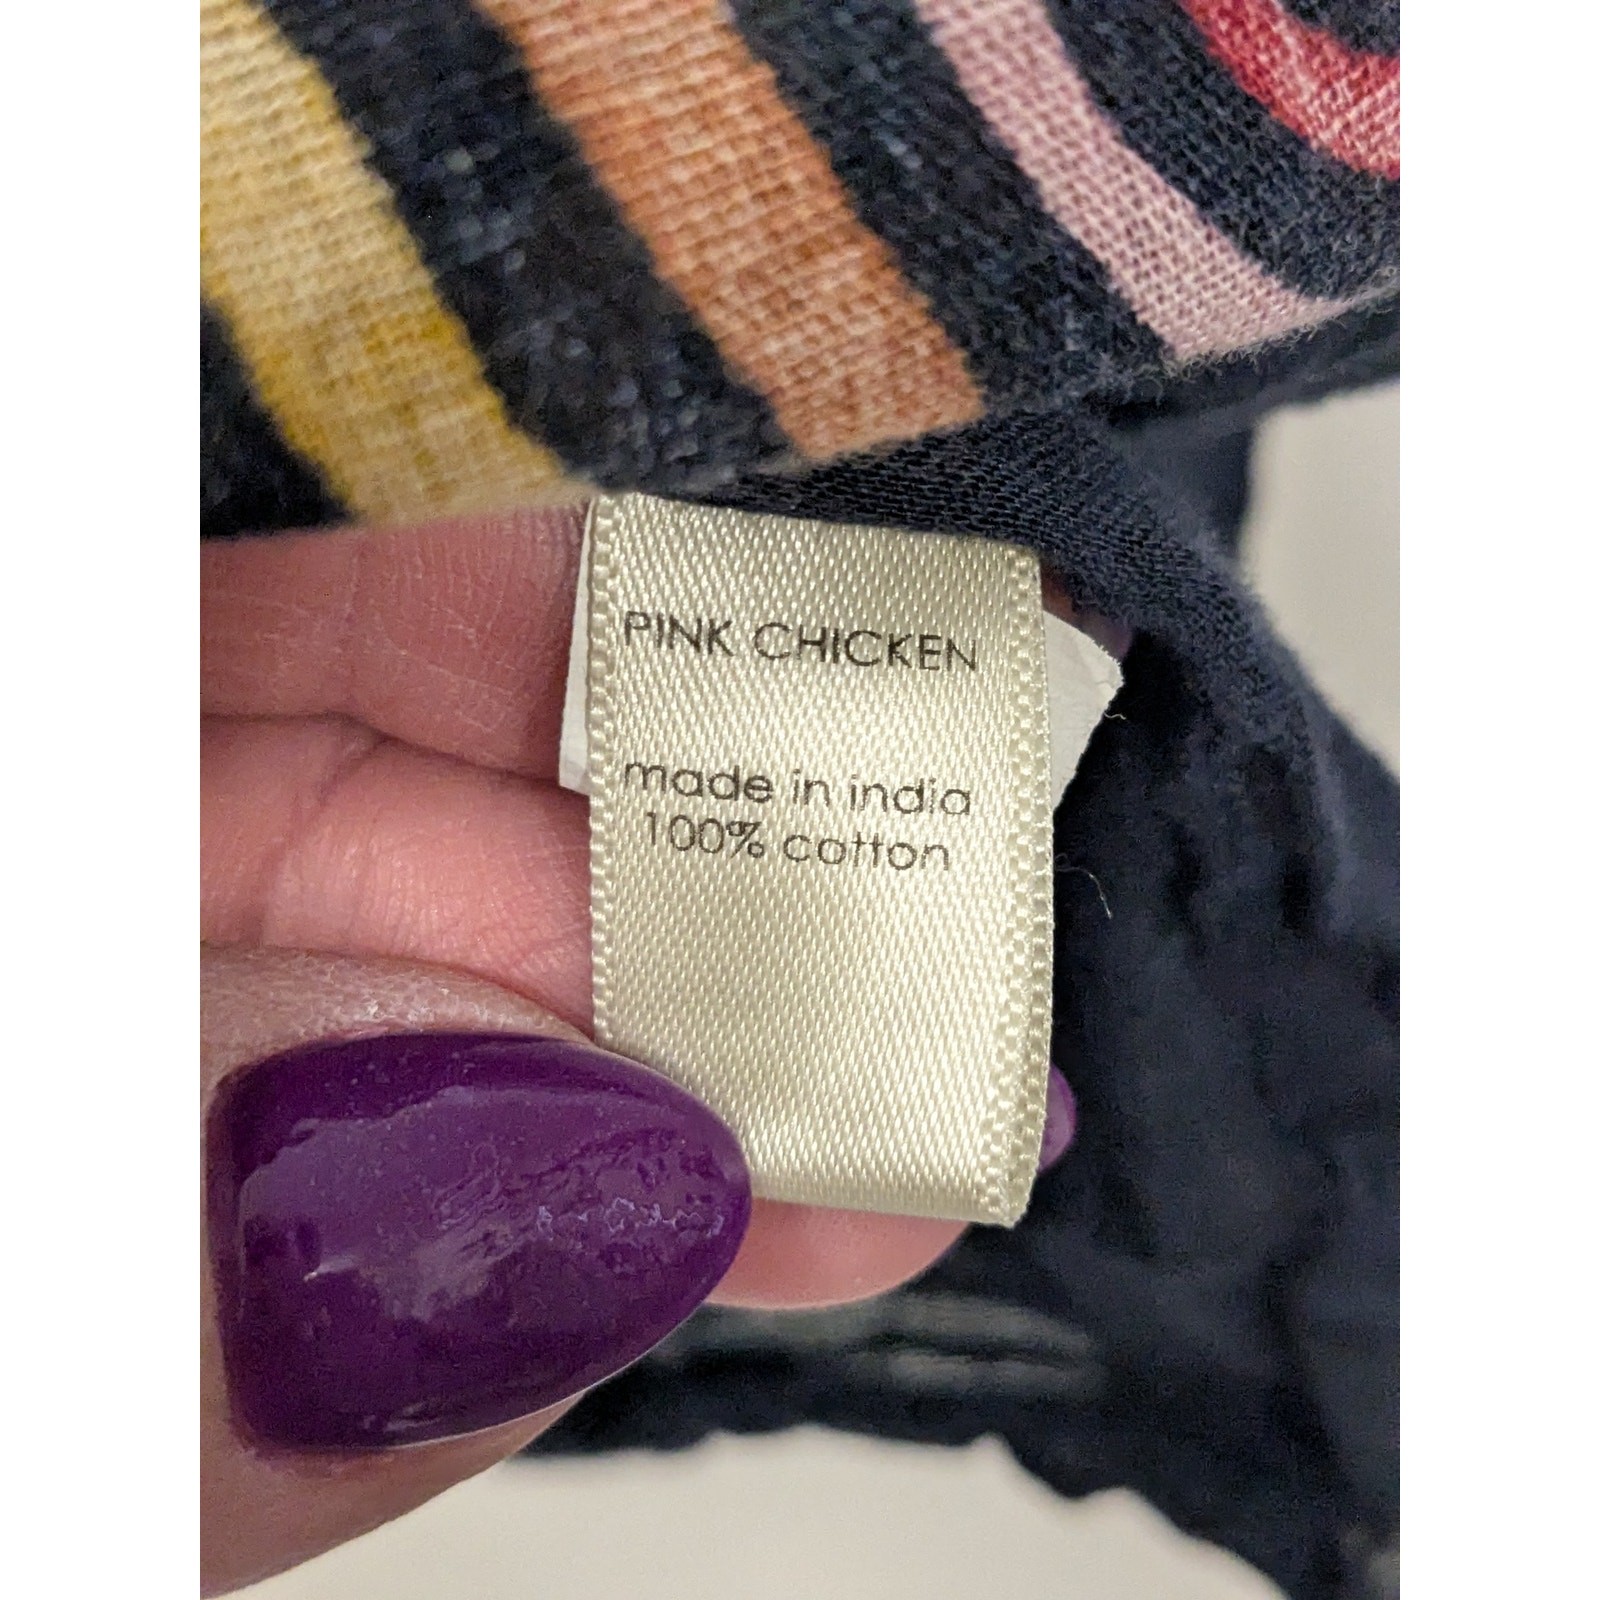 PINK CHICKEN
made in india
100% cotton